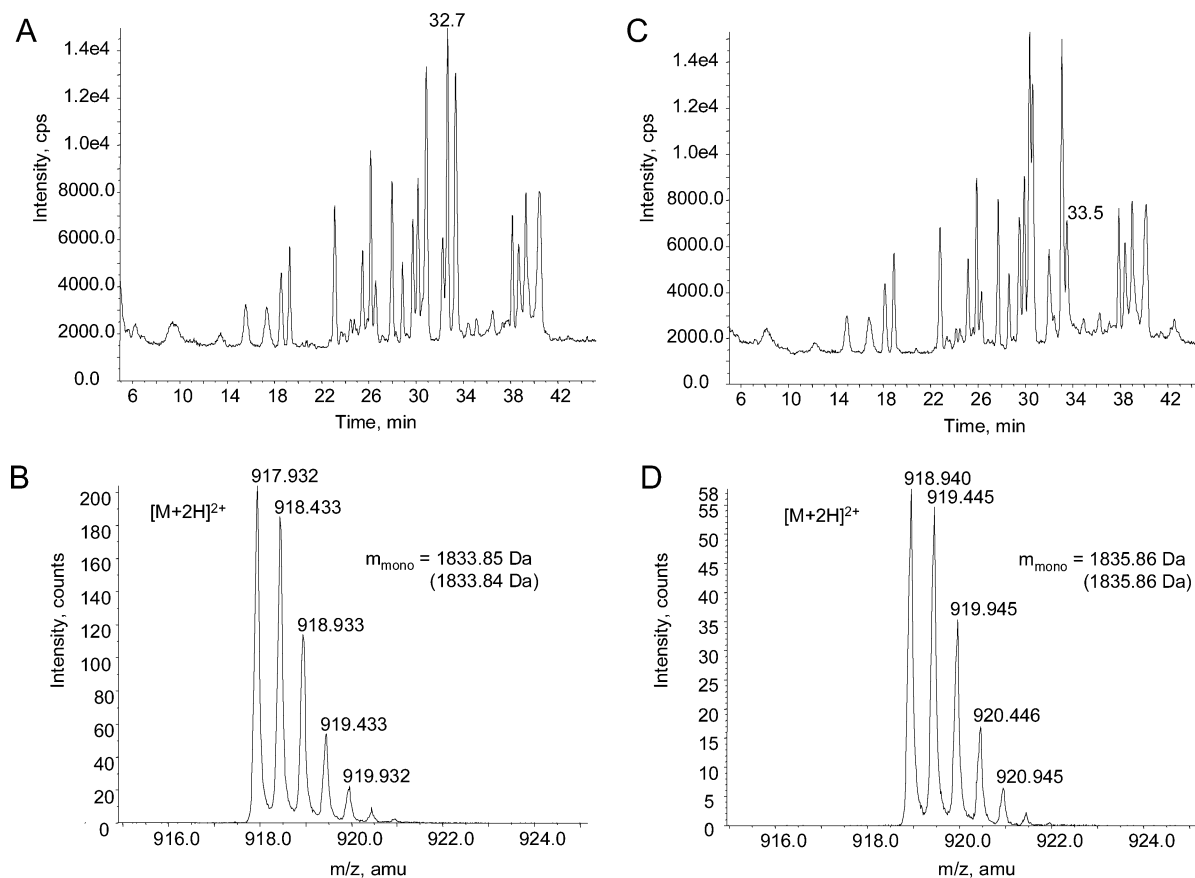 A
32.7
1.4e4
1.2e4
1.0e4
8000.0
6000.0
4000.0
2000.0
0.0
Intensity, cps
6 10 14 18 22 26 30 34 38 42
Time, min
C
33.5
1.4e4
1.2e4
1.0e4
8000.0
6000.0
4000.0
2000.0
0.0
Intensity, cps
6 10 14 18 22 26 30 34 38 42
Time, min
B
917.932
918.433
918.933
919.433
919.932
[M+2H]2+
mmono = 1833.85 Da
(1833.84 Da)
200
180
160
140
120
100
80
60
40
20
0
Intensity, counts
916.0 918.0 920.0 922.0 924.0
m/z, amu
D
918.940
919.445
919.945
920.446
920.945
[M+2H]2+
mmono = 1835.86 Da
(1835.86 Da)
58
55
50
45
40
35
30
25
20
15
10
5
0
Intensity, counts
916.0 918.0 920.0 922.0 924.0
m/z, amu